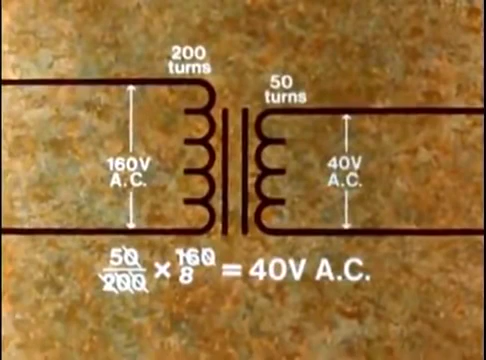 200
turns
50
turns
160V
A.C.
40V
A.C.
50/200 × 160/8 = 40V A.C.